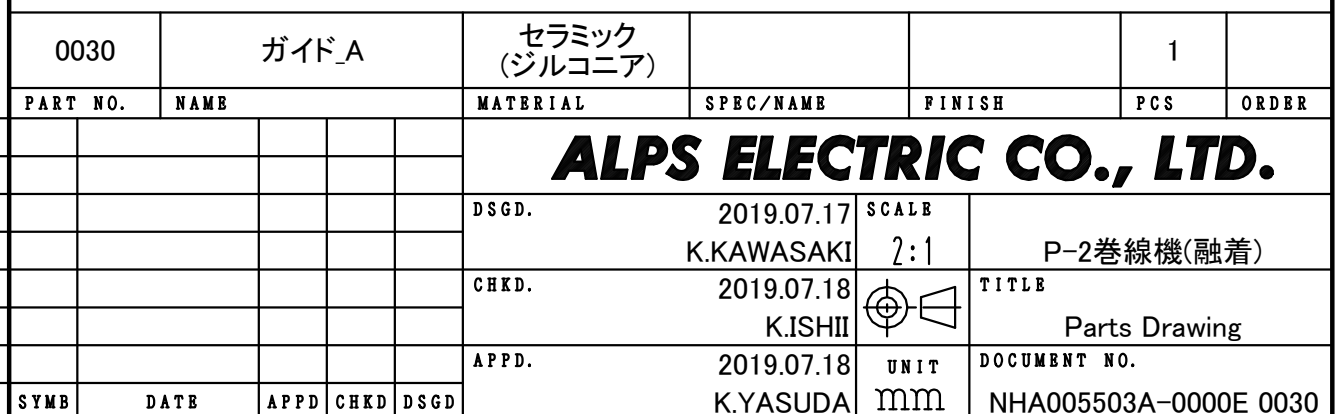 0030 ガイド_A セラミック 1
(ジルコニア)
PART NO. NAME MATERIAL SPEC/NAME FINISH PCS ORDER
ALPS ELECTRIC CO., LTD.
DSGD. 2019.07.17 SCALE
K.KAWASAKI 2:1 P-2巻線機(融着)
CHKD. 2019.07.18 TITLE
K.ISHII Parts Drawing
APPD. 2019.07.18 UNIT DOCUMENT NO.
SYMB DATE APPD CHKD DSGD K.YASUDA mm NHA005503A-0000E 0030